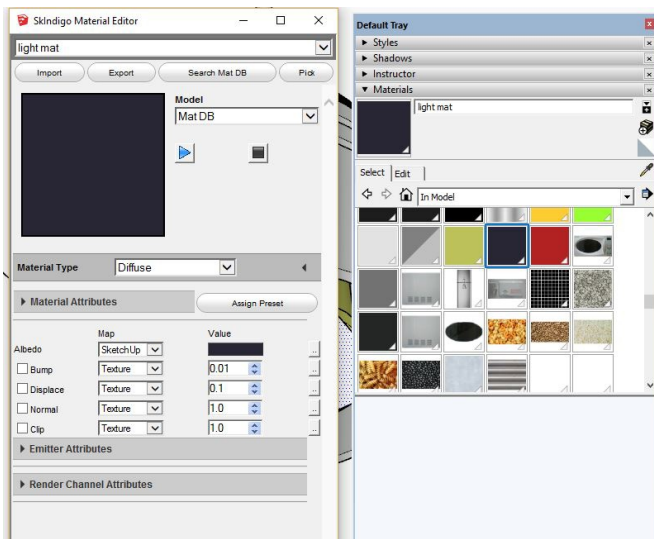 SkIndigo Material Editor
light mat
Import Export Search Mat DB Pick
Model
Mat DB
Material Type Diffuse
Material Attributes Assign Preset
Map Value
Albedo SketchUp ..
Bump Texture 0.01 ..
Displace Texture 0.1 ..
Normal Texture 1.0 ..
Clip Texture 1.0 ..
Emitter Attributes
Render Channel Attributes
Default Tray
Styles
Shadows
Instructor
Materials
light mat
Select Edit
In Model